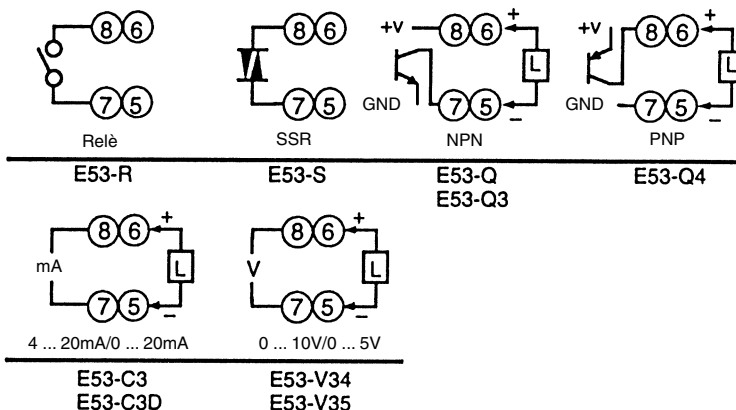 8 6
7 5
Relè
E53-R
8 6
7 5
SSR
E53-S
+V 8 6 +
L
GND 7 5 −
NPN
E53-Q
E53-Q3
+V 8 6 +
L
GND 7 5 −
PNP
E53-Q4
8 6 +
mA L
7 5 −
4 ... 20mA/0 ... 20mA
E53-C3
E53-C3D
8 6 +
V L
7 5 −
0 ... 10V/0 ... 5V
E53-V34
E53-V35